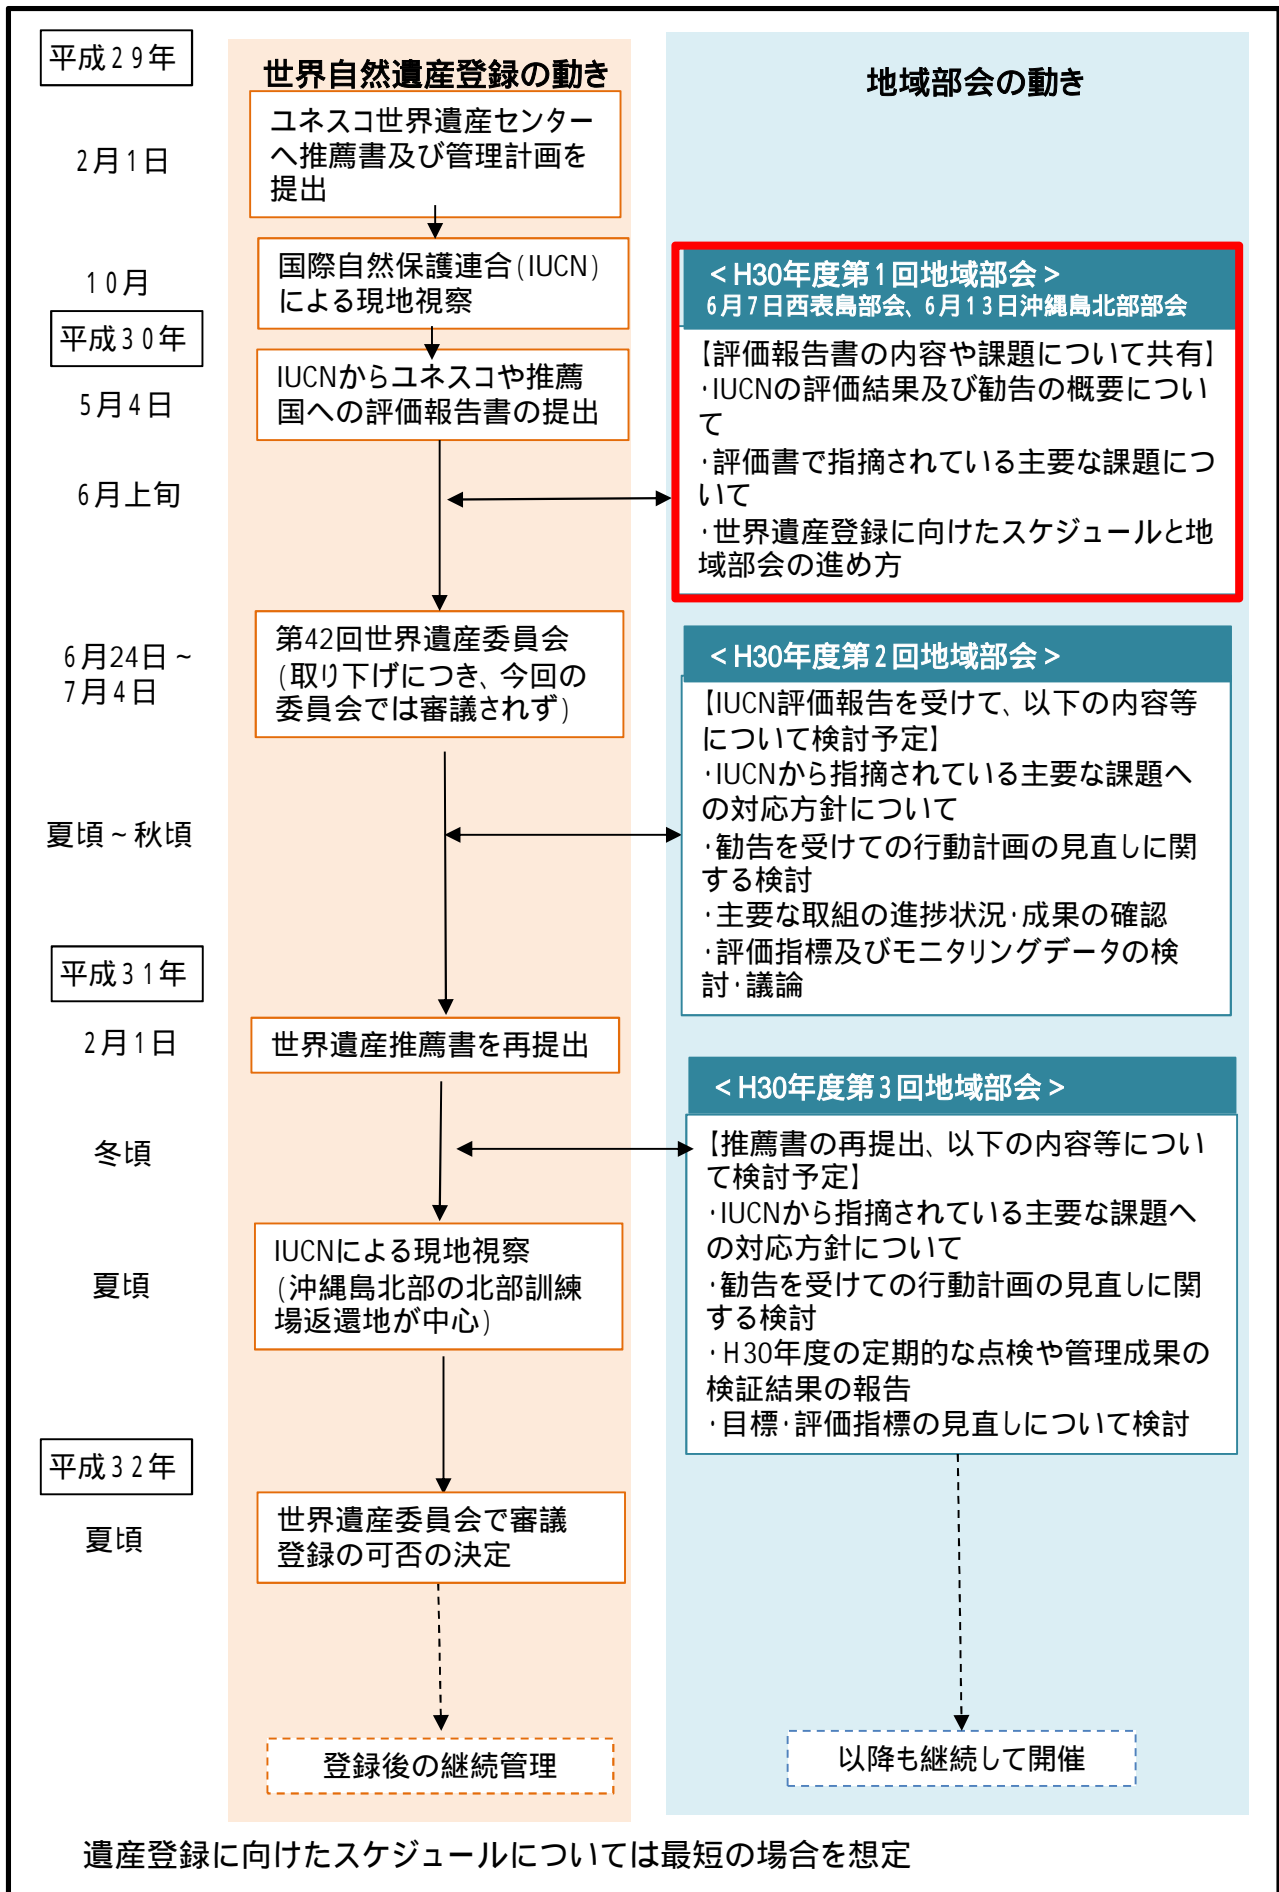 平成29年
世界自然遺産登録の動き
地域部会の動き
2月1日
ユネスコ世界遺産センター
へ推薦書及び管理計画を
提出
10月
国際自然保護連合(IUCN)
による現地視察
平成30年
5月4日
IUCNからユネスコや推薦
国への評価報告書の提出
6月上旬
<H30年度第1回地域部会>
6月7日西表島部会、6月13日沖縄島北部部会
【評価報告書の内容や課題について共有】
・IUCNの評価結果及び勧告の概要につい
て
・評価書で指摘されている主要な課題につ
いて
・世界遺産登録に向けたスケジュールと地
域部会の進め方
6月24日~
7月4日
第42回世界遺産委員会
(取り下げにつき、今回の
委員会では審議されず)
夏頃~秋頃
<H30年度第2回地域部会>
【IUCN評価報告を受けて、以下の内容等
について検討予定】
・IUCNから指摘されている主要な課題へ
の対応方針について
・勧告を受けての行動計画の見直しに関
する検討
・主要な取組の進捗状況・成果の確認
・評価指標及びモニタリングデータの検
討・議論
平成31年
2月1日
世界遺産推薦書を再提出
冬頃
<H30年度第3回地域部会>
【推薦書の再提出、以下の内容等につい
て検討予定】
・IUCNから指摘されている主要な課題へ
の対応方針について
・勧告を受けての行動計画の見直しに関
する検討
・H30年度の定期的な点検や管理成果の
検証結果の報告
・目標・評価指標の見直しについて検討
夏頃
IUCNによる現地視察
(沖縄島北部の北部訓練
場返還地が中心)
平成32年
夏頃
世界遺産委員会で審議
登録の可否の決定
登録後の継続管理
以降も継続して開催
遺産登録に向けたスケジュールについては最短の場合を想定